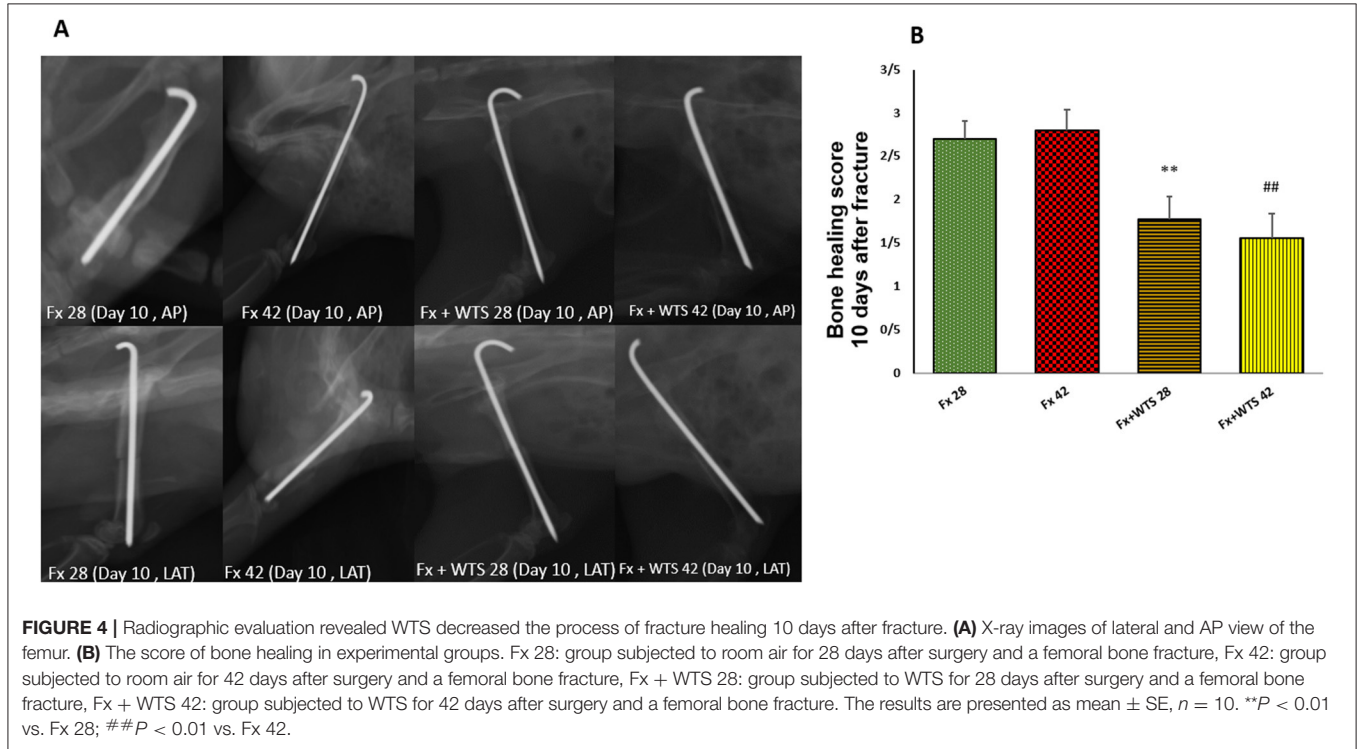 A
Fx 28 (Day 10 , AP)
Fx 42 (Day 10 , AP)
Fx + WTS 28 (Day 10 , AP)
Fx + WTS 42 (Day 10 , AP)
Fx 28 (Day 10 , LAT)
Fx 42 (Day 10 , LAT)
Fx + WTS 28 (Day 10 , LAT)
Fx + WTS 42 (Day 10 , LAT)
B
Bone healing score
10 days after fracture
3/5
3
2/5
2
1/5
1
0/5
0
**
##
Fx 28
Fx 42
Fx+WTS 28
Fx+WTS 42
FIGURE 4 | Radiographic evaluation revealed WTS decreased the process of fracture healing 10 days after fracture. (A) X-ray images of lateral and AP view of the
femur. (B) The score of bone healing in experimental groups. Fx 28: group subjected to room air for 28 days after surgery and a femoral bone fracture, Fx 42: group
subjected to room air for 42 days after surgery and a femoral bone fracture, Fx + WTS 28: group subjected to WTS for 28 days after surgery and a femoral bone
fracture, Fx + WTS 42: group subjected to WTS for 42 days after surgery and a femoral bone fracture. The results are presented as mean ± SE, n = 10. **P < 0.01
vs. Fx 28; ##P < 0.01 vs. Fx 42.